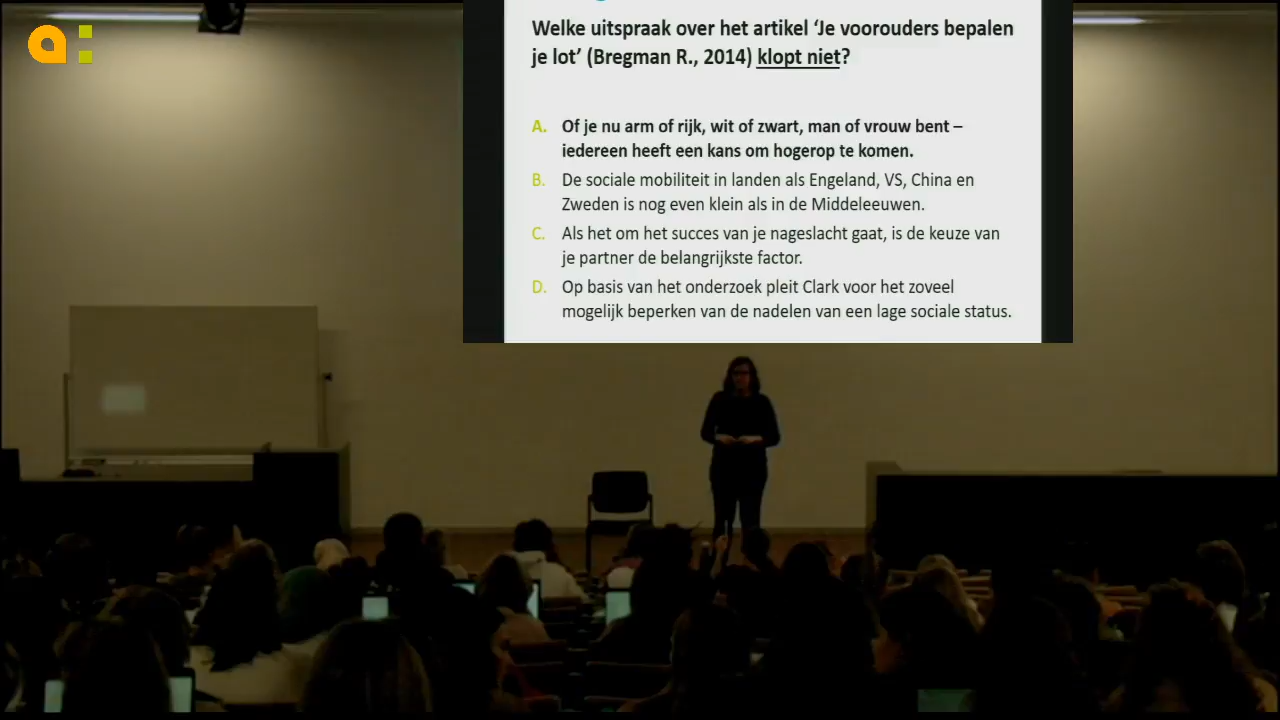 Welke uitspraak over het artikel ‘Je voorouders bepalen
je lot’ (Bregman R., 2014) klopt niet?
A. Of je nu arm of rijk, wit of zwart, man of vrouw bent –
iedereen heeft een kans om hogerop te komen.
B. De sociale mobiliteit in landen als Engeland, VS, China en
Zweden is nog even klein als in de Middeleeuwen.
C. Als het om het succes van je nageslacht gaat, is de keuze van
je partner de belangrijkste factor.
D. Op basis van het onderzoek pleit Clark voor het zoveel
mogelijk beperken van de nadelen van een lage sociale status.